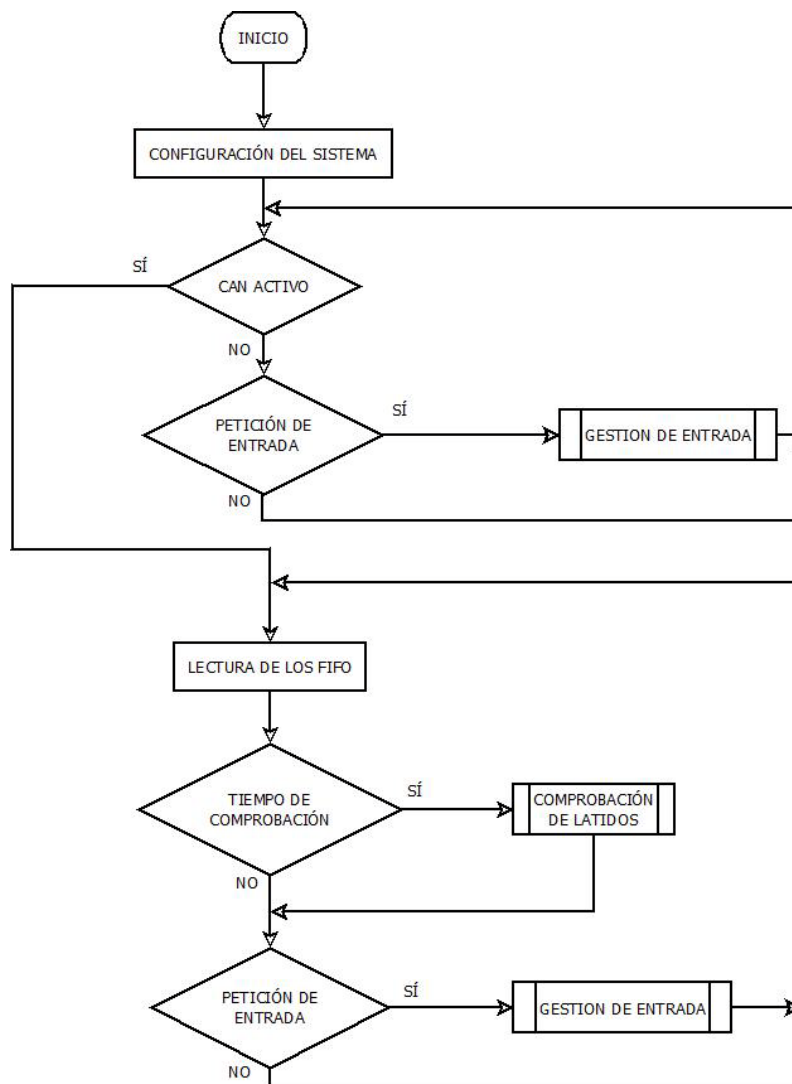 INICIO
CONFIGURACIÓN DEL SISTEMA
SÍ
CAN ACTIVO
NO
PETICIÓN DE
ENTRADA
SÍ
GESTION DE ENTRADA
NO
LECTURA DE LOS FIFO
TIEMPO DE
COMPROBACIÓN
SÍ
COMPROBACIÓN
DE LATIDOS
NO
PETICIÓN DE
ENTRADA
SÍ
GESTION DE ENTRADA
NO